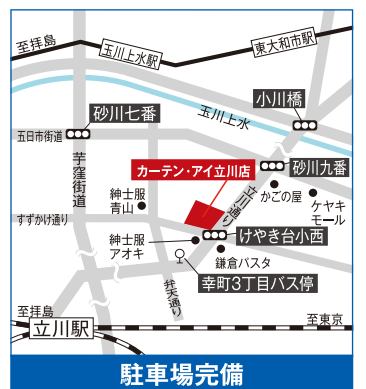 至拝島
玉川上水駅
東大和市駅
玉川上水
小川橋
砂川七番
五日市街道
芋窪街道
カーテン・アイ立川店
砂川九番
立川通り
かごの屋
ケヤキ
モール
紳士服
青山
すずかけ通り
けやき台小西
紳士服
アオキ
鎌倉パスタ
幸町3丁目バス停
弁天通り
至拝島
立川駅
至東京
駐車場完備